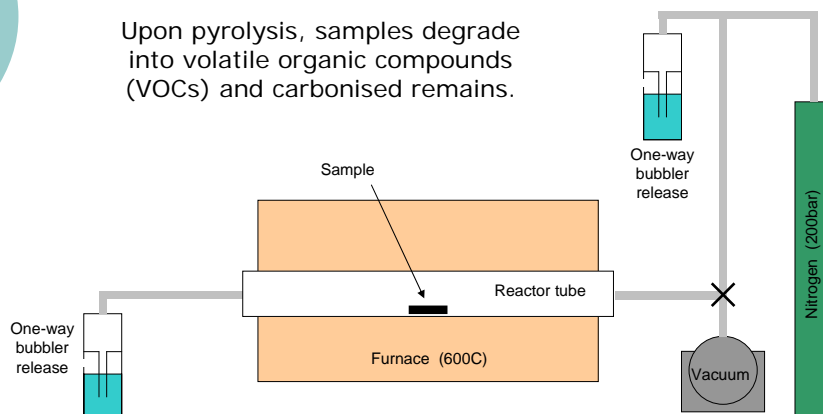 Upon pyrolysis, samples degrade
into volatile organic compounds
(VOCs) and carbonised remains.
One-way
bubbler
release
Nitrogen (200bar)
Sample
Reactor tube
One-way
bubbler
release
Furnace (600C)
Vacuum